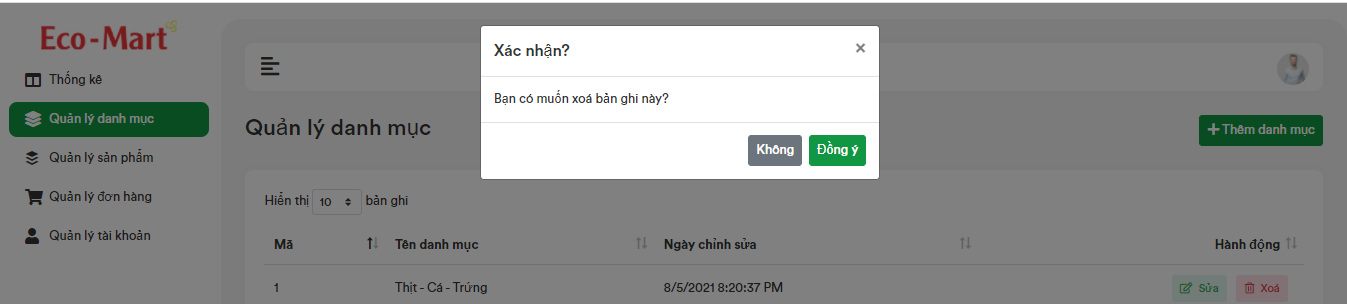 Eco-Mart
Xác nhận?
×
Thống kê
Bạn có muốn xoá bản ghi này?
Quản lý danh mục
Quản lý danh mục
Thêm danh mục
Không
Đồng ý
Quản lý sản phẩm
Quản lý đơn hàng
Hiển thị 10 bản ghi
Quản lý tài khoản
Mã Tên danh mục Ngày chỉnh sửa Hành động
1 Thịt - Cá - Trứng 8/5/2021 8:20:37 PM Sửa Xoá